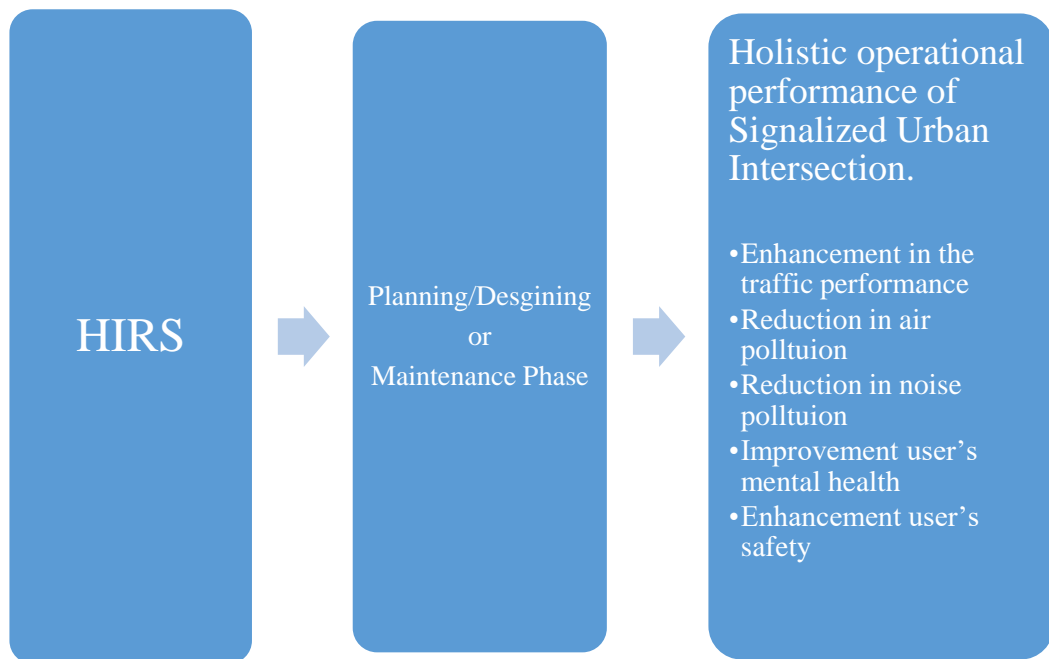 HIRS
Planning/Desgining
or
Maintenance Phase
Holistic operational
performance of
Signalized Urban
Intersection.
•Enhancement in the
traffic performance
•Reduction in air
polltuion
•Reduction in noise
polltuion
•Improvement user’s
mental health
•Enhancement user’s
safety